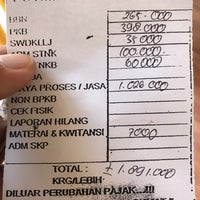 BBN 265.000
PKB 398.000
SWDKLLJ 35.000
ADM STNK 100.000
TNKB 60.000
BIAYA PROSES / JASA 1.026.000
NON BPKB
CEK FISIK
LAPORAN HILANG
MATERAI & KWITANSI 7000
ADM SKP
TOTAL : ± 1.891.000
KRG/LEBIH
DILUAR PERUBAHAN PAJAK...!!!